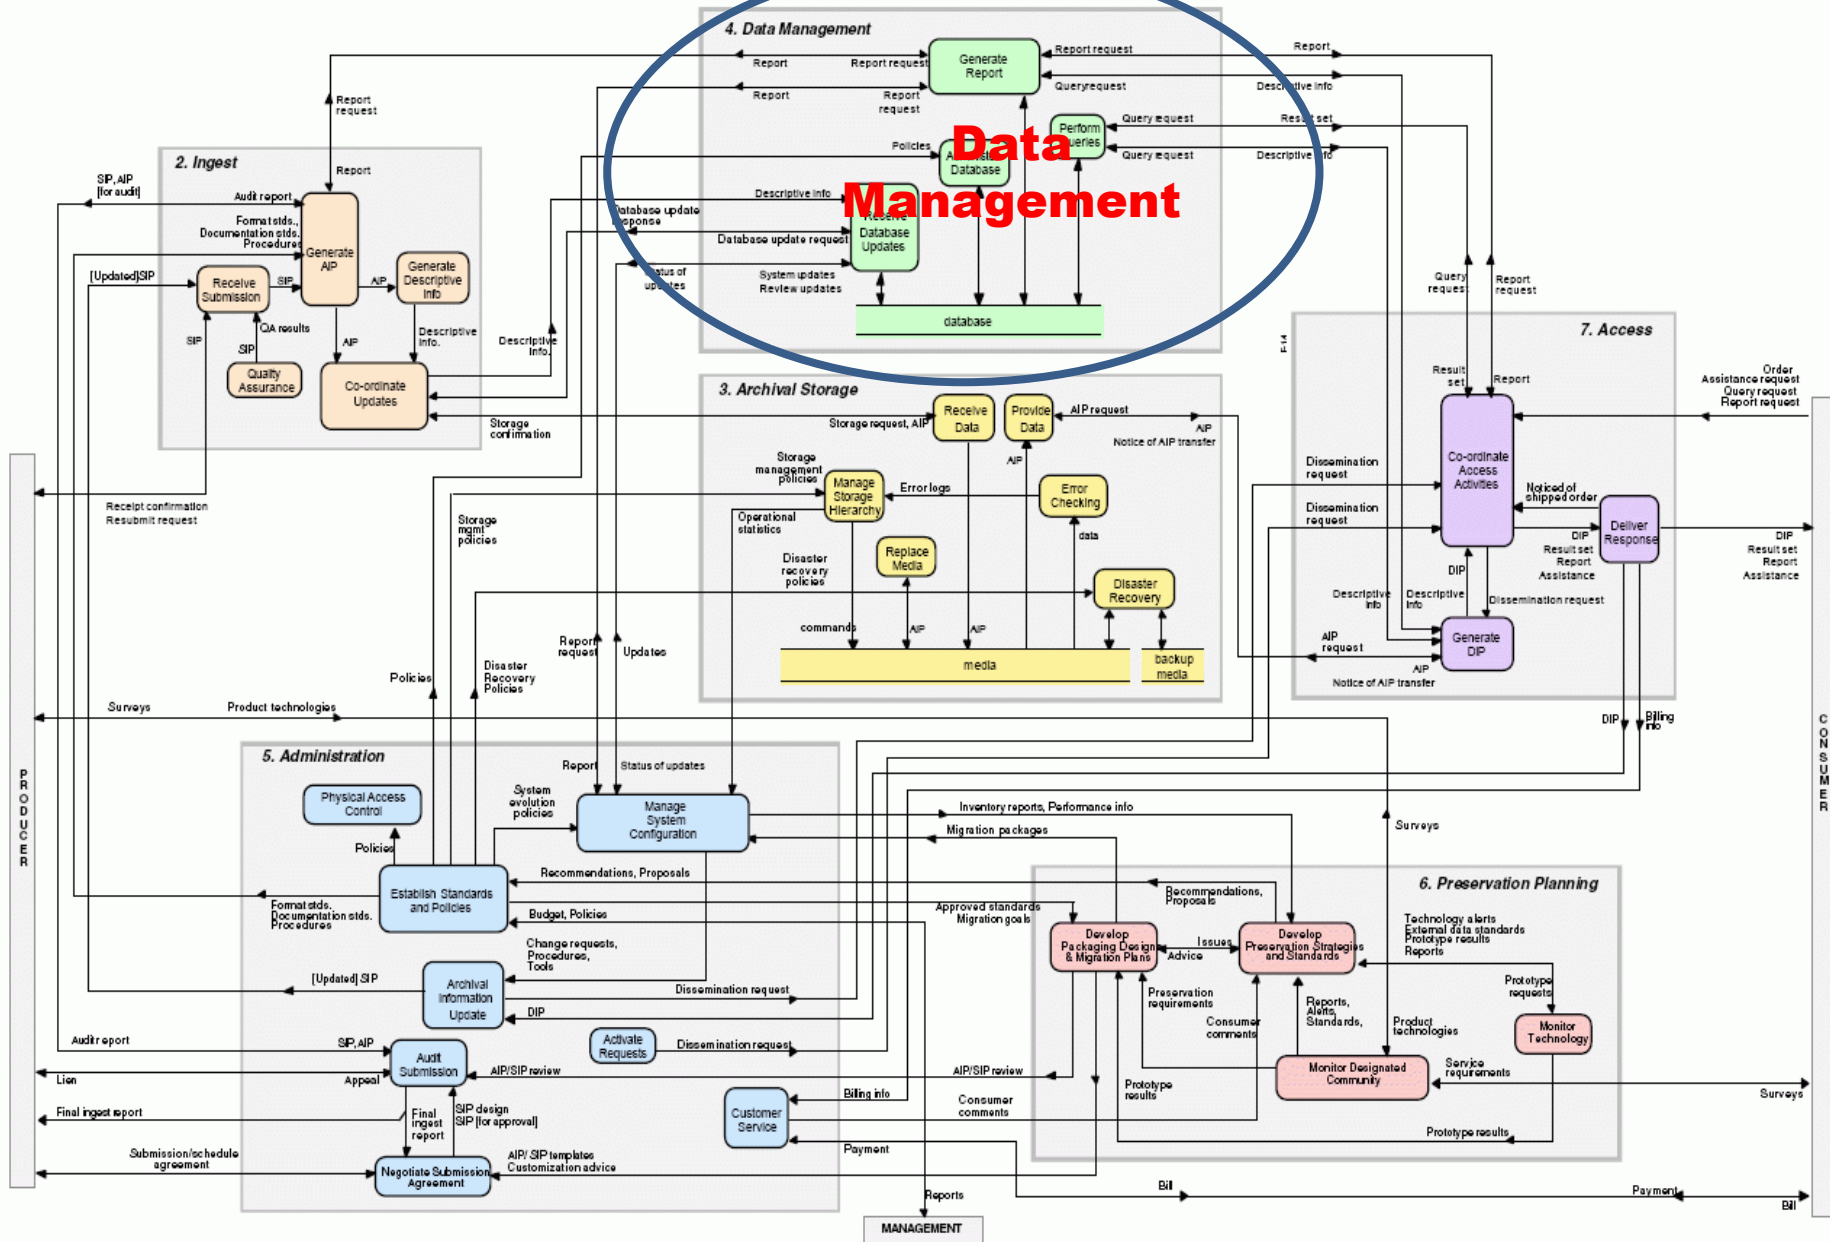 4. Data Management
Generate
Report
Report
Report request
Report request
Report
Report
Report
request
Queryrequest
Descriptive Info
Perform
Queries
Query request
Result set
Query request
Descriptive Info
Policies
Database
Data
Management
Descriptive Info
Database update
response
Database update request
Receive
Database
Updates
Status of
updates
System updates
Review updates
database
2. Ingest
Report
request
Report
SIP, AIP
[for audit]
Audit report
Format stds.,
Documentation stds.
Procedures
Generate
AIP
[Updated]SIP
Receive
Submission
SIP
AIP
Generate
Descriptive
Info
SIP
QA results
SIP
AIP
Descriptive
Info.
Quality
Assurance
Co-ordinate
Updates
Descriptive
Info.
Storage
confirmation
Receipt confirmation
Resubmit request
3. Archival Storage
Storage request, AIP
Receive
Data
Provide
Data
AIP request
AIP
Notice of AIP transfer
Storage
management
policies
Manage
Storage
Hierarchy
Error logs
Error
Checking
AIP
Operational
statistics
data
Replace
Media
Disaster
recovery
policies
Disaster
Recovery
commands
AIP
AIP
media
backup
media
Storage
mgmt
policies
7. Access
F-14
Query
request
Report
request
Result
set
Report
Order
Assistance request
Query request
Report request
Co-ordinate
Access
Activities
Dissemination
request
Dissemination
request
Noticed of
shipped order
Deliver
Response
DIP
Result set
Report
Assistance
DIP
Result set
Report
Assistance
DIP
Descriptive
Info
Descriptive
Info
Dissemination request
Generate
DIP
AIP
request
AIP
Notice of AIP transfer
DIP
Billing
info
PRODUCER
CONSUMER
Report
request
Updates
Policies
Disaster
Recovery
Policies
Surveys
Product technologies
5. Administration
Report
Status of updates
Physical Access
Control
System
evolution
policies
Manage
System
Configuration
Policies
Inventory reports, Performance info
Migration packages
Surveys
Establish Standards
and Policies
Recommendations, Proposals
Budget, Policies
Format stds.
Documentation stds.
Procedures
Change requests,
Procedures,
Tools
[Updated] SIP
Archival
Information
Update
Dissemination request
DIP
Audit report
SIP, AIP
Audit
Submission
Activate
Requests
Dissemination request
Lien
Appeal
AIP/SIP review
AIP/SIP review
Final ingest report
Final
ingest
report
SIP design
SIP [for approval]
Customer
Service
Billing info
Payment
Consumer
comments
Submission/schedule
agreement
Negotiate Submission
Agreement
AIP/ SIP templates
Customization advice
Reports
MANAGEMENT
Bill
Payment
Bill
6. Preservation Planning
Recommendations,
Proposals
Approved standards
Migration goals
Develop
Packaging Design
& Migration Plans
Issues
Advice
Develop
Preservation Strategies
and Standards
Technology alerts
External data standards
Prototype results
Reports
Prototype
requests
Monitor
Technology
Preservation
requirements
Consumer
comments
Reports,
Alerts,
Standards,
Product
technologies
Monitor Designated
Community
Service
requirements
Surveys
Prototype
results
Prototype results